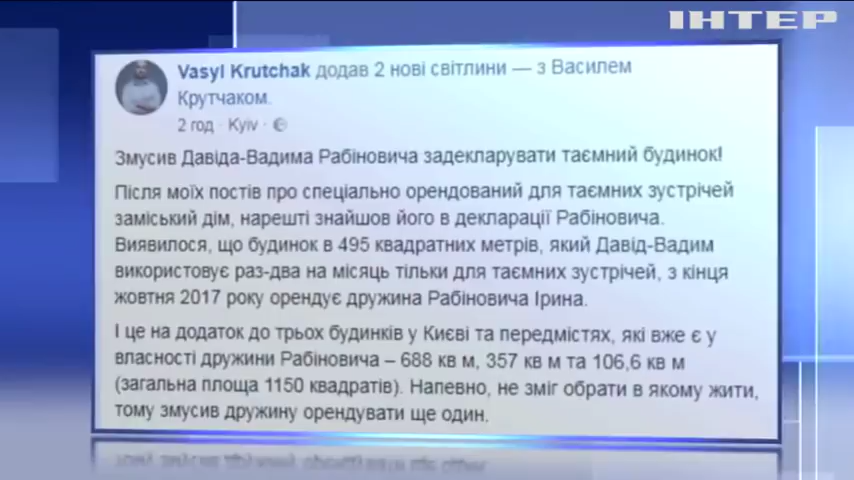 ІНТЕР
Vasyl Krutchak додав 2 нові світлини — з Василем
Крутчаком.
2 год · Kyiv ·
Змусив Давіда-Вадима Рабіновича задекларувати таємний будинок!
Після моїх постів про спеціально орендований для таємних зустрічей
заміський дім, нарешті знайшов його в декларації Рабіновича.
Виявилося, що будинок в 495 квадратних метрів, який Давід-Вадим
використовує раз-два на місяць тільки для таємних зустрічей, з кінця
жовтня 2017 року орендує дружина Рабіновича Ірина.
І це на додаток до трьох будинків у Києві та передмістях, які вже є у
власності дружини Рабіновича – 688 кв м, 357 кв м та 106,6 кв м
(загальна площа 1150 квадратів). Напевно, не зміг обрати в якому жити,
тому змусив дружину орендувати ще один.